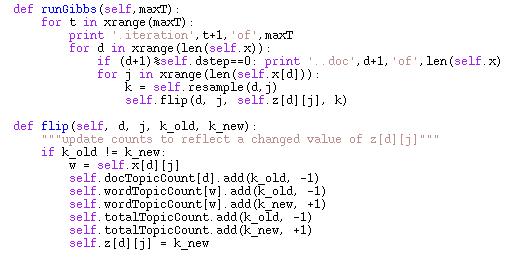 def runGibbs(self,maxT):
    for t in xrange(maxT):
        print '.iteration',t+1,'of',maxT
        for d in xrange(len(self.x)):
            if (d+1)%self.dstep==0: print '..doc',d+1,'of',len(self.x)
            for j in xrange(len(self.x[d])):
                k = self.resample(d,j)
                self.flip(d, j, self.z[d][j], k)
def flip(self, d, j, k_old, k_new):
    """update counts to reflect a changed value of z[d][j]"""
    if k_old != k_new:
        w = self.x[d][j]
        self.docTopicCount[d].add(k_old, -1)
        self.wordTopicCount[w].add(k_old, -1)
        self.wordTopicCount[w].add(k_new, +1)
        self.totalTopicCount.add(k_old, -1)
        self.totalTopicCount.add(k_new, +1)
        self.z[d][j] = k_new